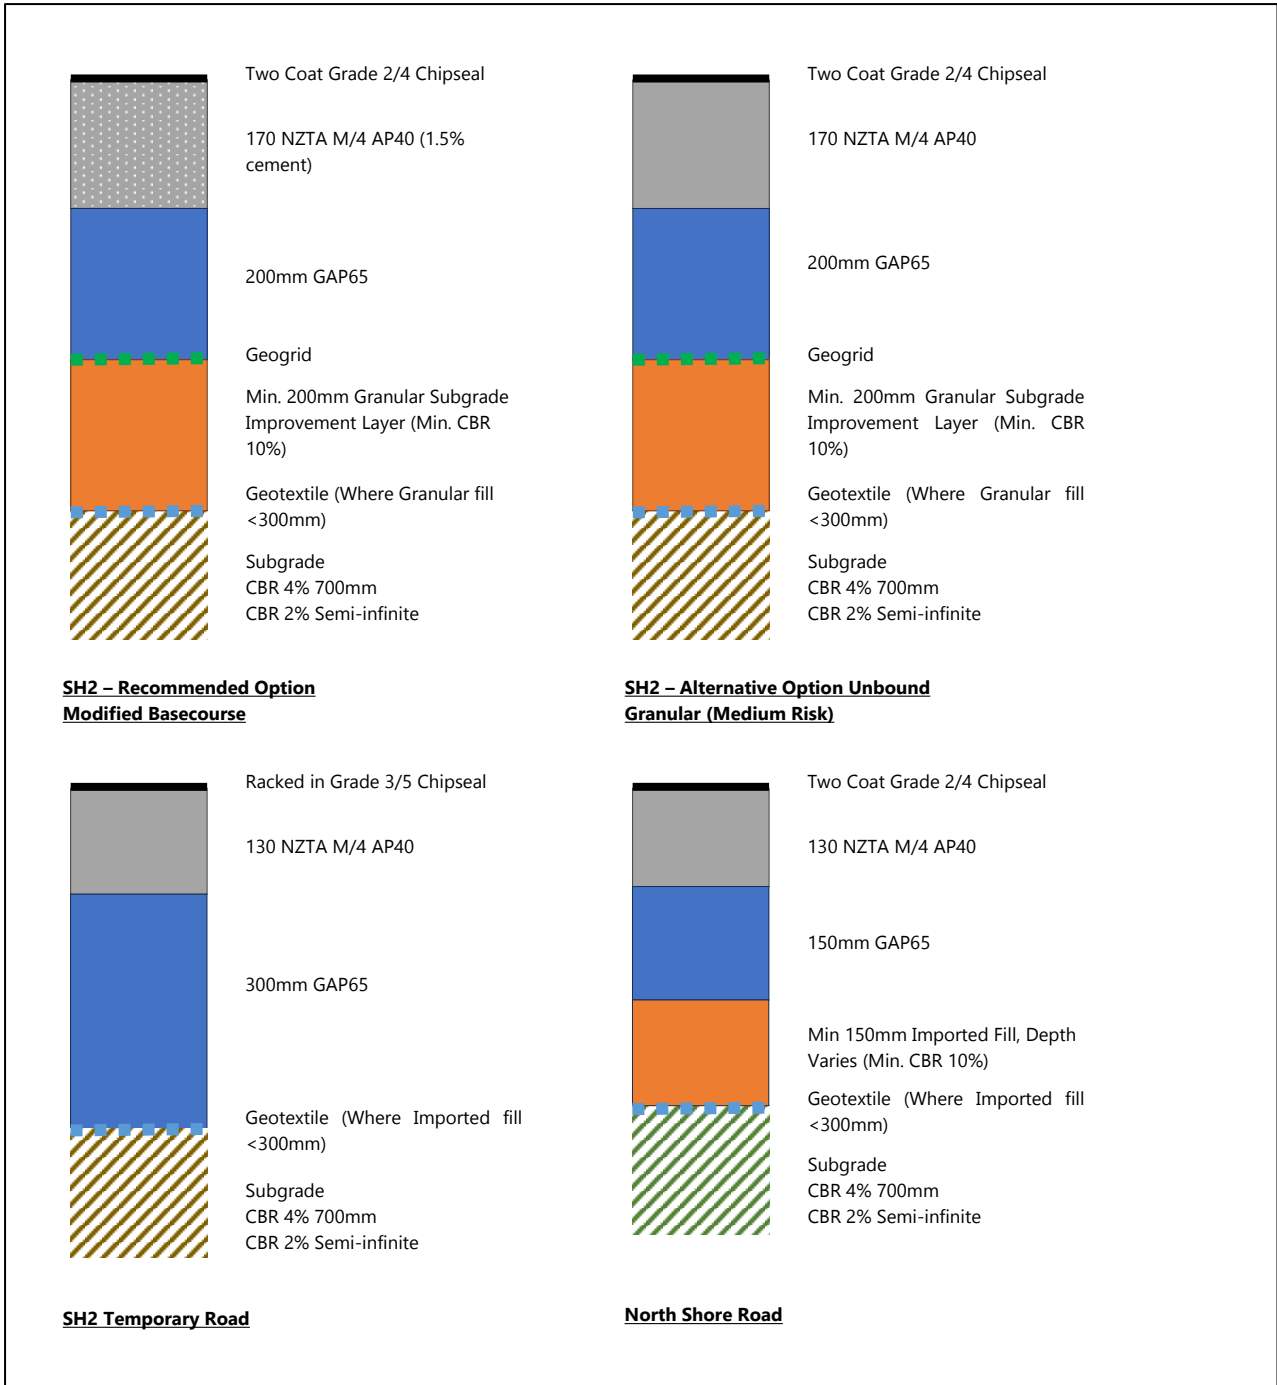 Two Coat Grade 2/4 Chipseal
170 NZTA M/4 AP40 (1.5%
cement)
200mm GAP65
Geogrid
Min. 200mm Granular Subgrade
Improvement Layer (Min. CBR
10%)
Geotextile (Where Granular fill
<300mm)
Subgrade
CBR 4% 700mm
CBR 2% Semi-infinite
SH2 – Recommended Option
Modified Basecourse
Two Coat Grade 2/4 Chipseal
170 NZTA M/4 AP40
200mm GAP65
Geogrid
Min. 200mm Granular Subgrade
Improvement Layer (Min. CBR
10%)
Geotextile (Where Granular fill
<300mm)
Subgrade
CBR 4% 700mm
CBR 2% Semi-infinite
SH2 – Alternative Option Unbound
Granular (Medium Risk)
Racked in Grade 3/5 Chipseal
130 NZTA M/4 AP40
300mm GAP65
Geotextile (Where Imported fill
<300mm)
Subgrade
CBR 4% 700mm
CBR 2% Semi-infinite
SH2 Temporary Road
Two Coat Grade 2/4 Chipseal
130 NZTA M/4 AP40
150mm GAP65
Min 150mm Imported Fill, Depth
Varies (Min. CBR 10%)
Geotextile (Where Imported fill
<300mm)
Subgrade
CBR 4% 700mm
CBR 2% Semi-infinite
North Shore Road